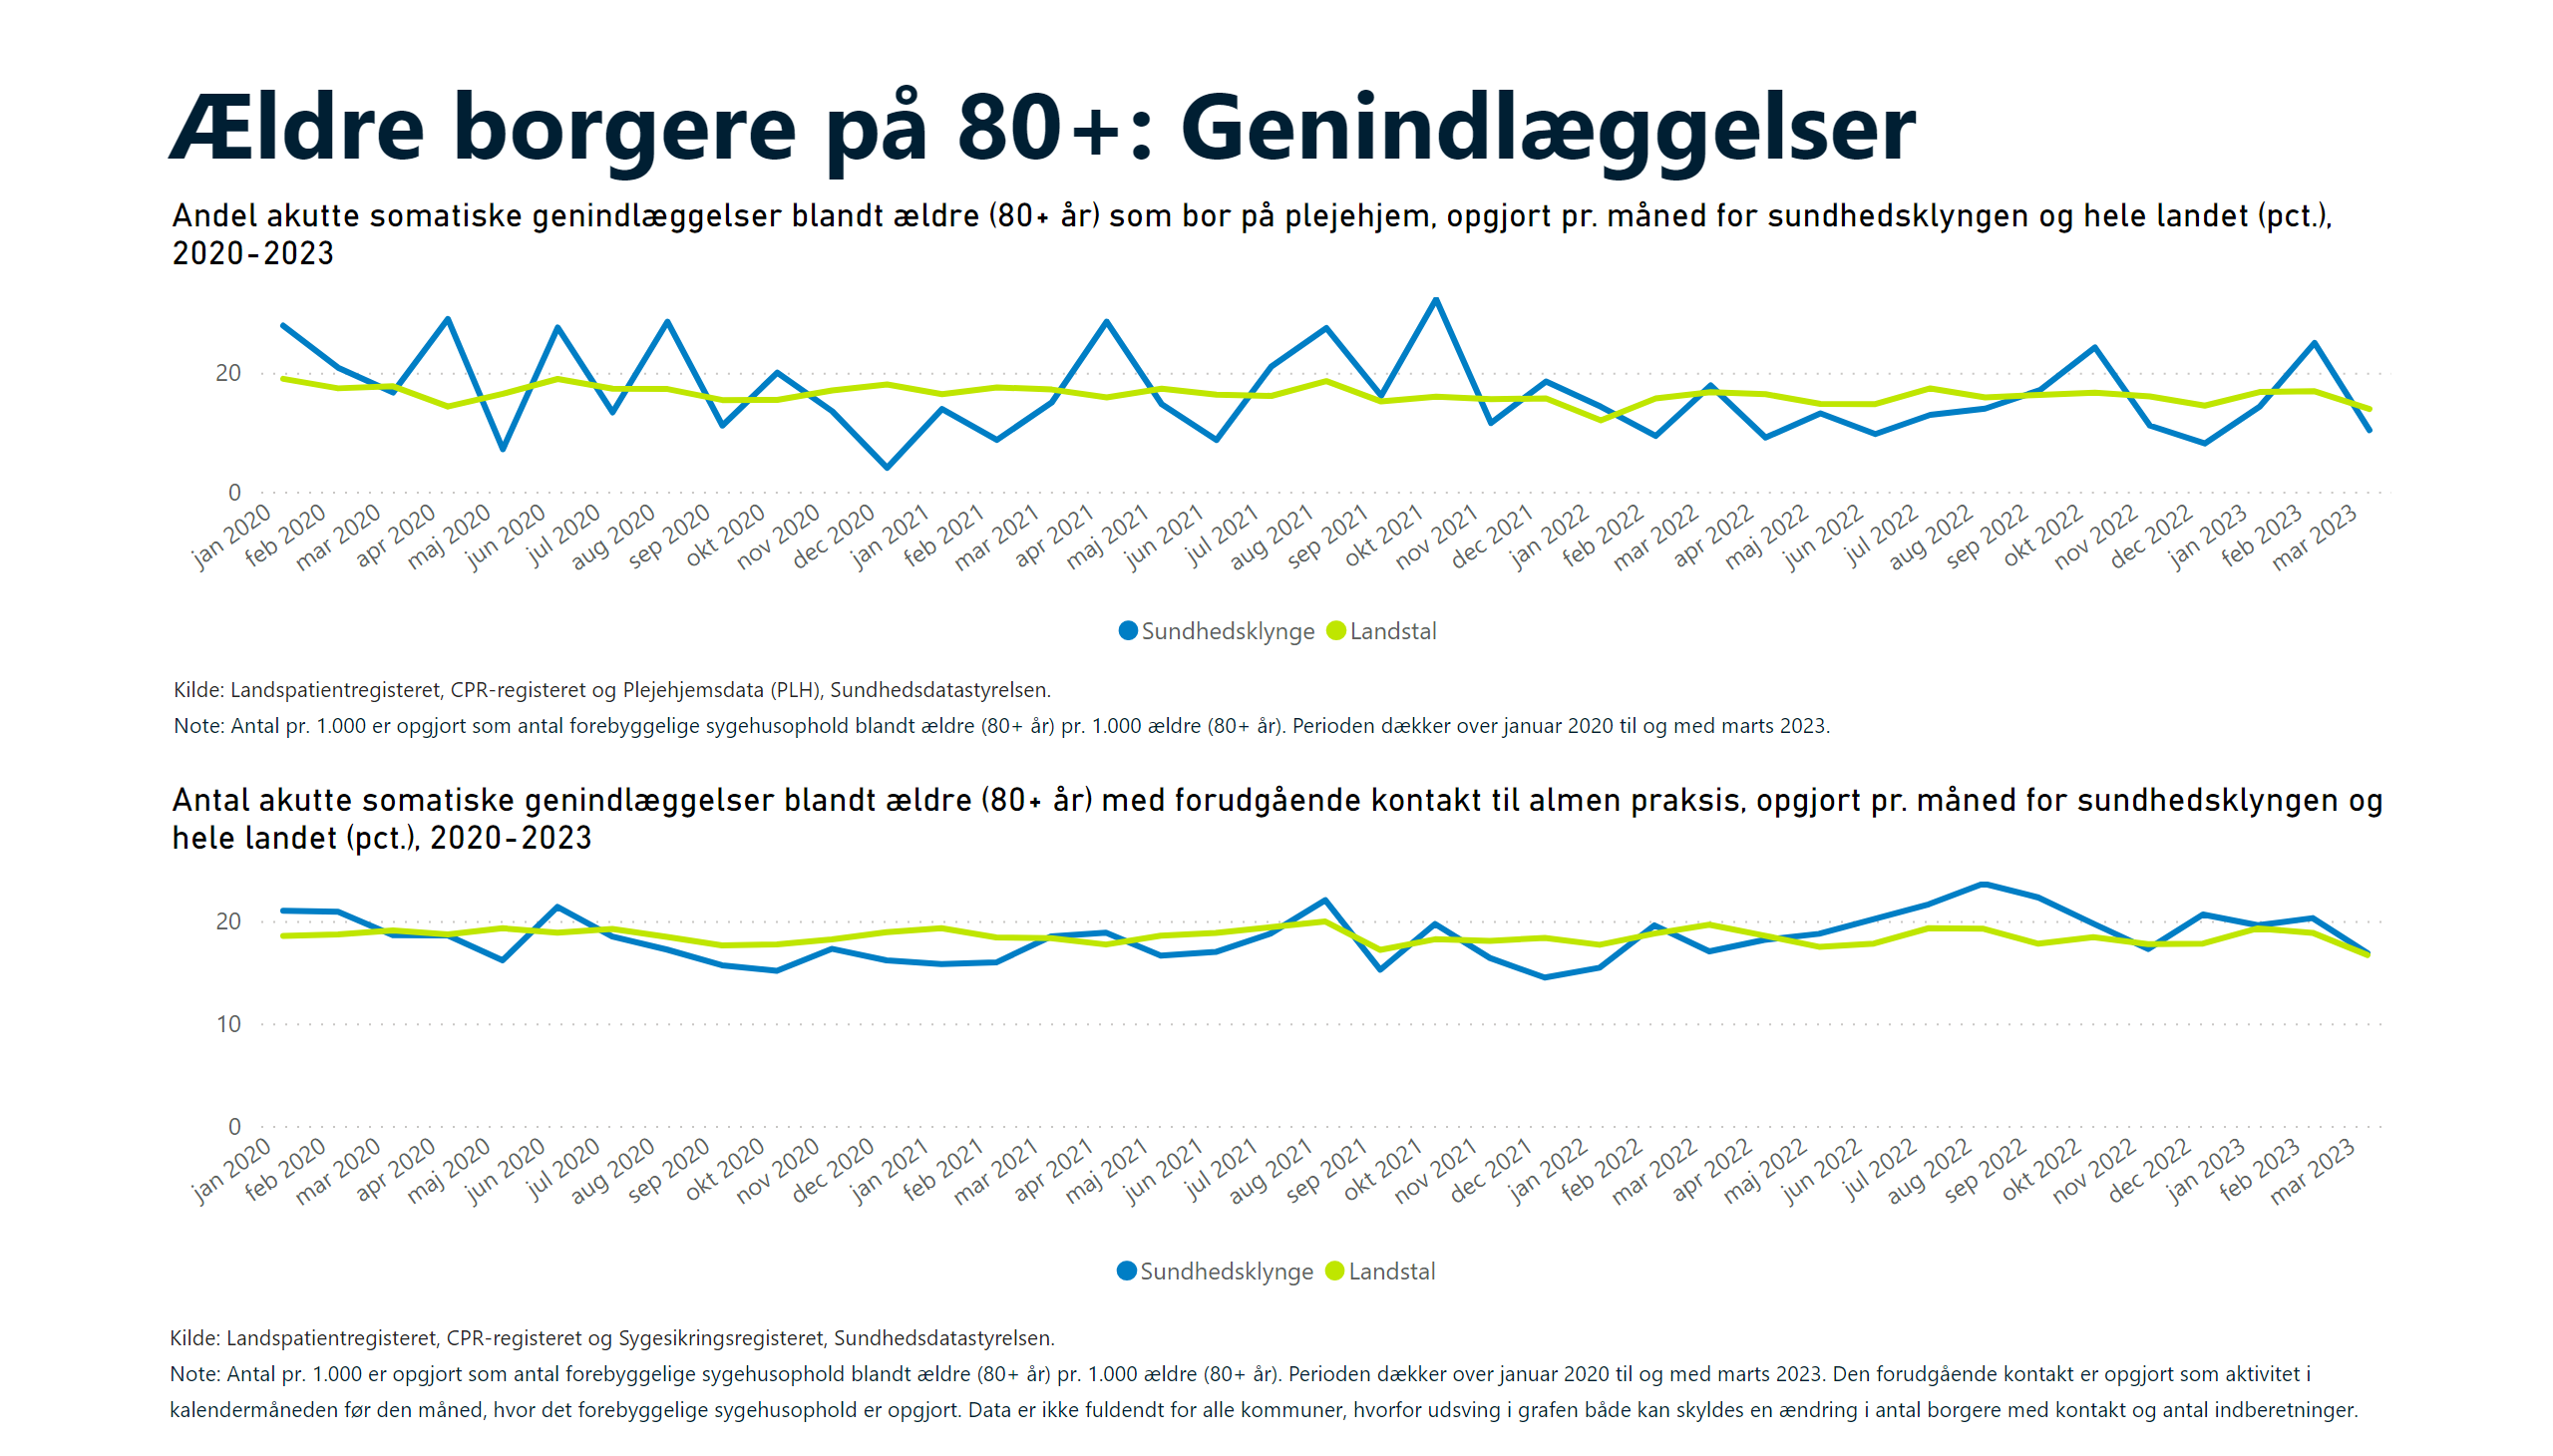 Ældre borgere på 80+: Genindlæggelser
Andel akutte somatiske genindlæggelser blandt ældre (80+ år) som bor på plejehjem, opgjort pr. måned for sundhedsklyngen og hele landet (pct.),
2020-2023
20
0
jan 2020 feb 2020 mar 2020 apr 2020 maj 2020 jun 2020 jul 2020 aug 2020 sep 2020 okt 2020 nov 2020 dec 2020 jan 2021 feb 2021 mar 2021 apr 2021 maj 2021 jun 2021 jul 2021 aug 2021 sep 2021 okt 2021 nov 2021 dec 2021 jan 2022 feb 2022 mar 2022 apr 2022 maj 2022 jun 2022 jul 2022 aug 2022 sep 2022 okt 2022 nov 2022 dec 2022 jan 2023 feb 2023 mar 2023
Sundhedsklynge Landstal
Kilde: Landspatientregisteret, CPR-registeret og Plejehjemsdata (PLH), Sundhedsdatastyrelsen.
Note: Antal pr. 1.000 er opgjort som antal forebyggelige sygehusophold blandt ældre (80+ år) pr. 1.000 ældre (80+ år). Perioden dækker over januar 2020 til og med marts 2023.
Antal akutte somatiske genindlæggelser blandt ældre (80+ år) med forudgående kontakt til almen praksis, opgjort pr. måned for sundhedsklyngen og
hele landet (pct.), 2020-2023
20
10
0
jan 2020 feb 2020 mar 2020 apr 2020 maj 2020 jun 2020 jul 2020 aug 2020 sep 2020 okt 2020 nov 2020 dec 2020 jan 2021 feb 2021 mar 2021 apr 2021 maj 2021 jun 2021 jul 2021 aug 2021 sep 2021 okt 2021 nov 2021 dec 2021 jan 2022 feb 2022 mar 2022 apr 2022 maj 2022 jun 2022 jul 2022 aug 2022 sep 2022 okt 2022 nov 2022 dec 2022 jan 2023 feb 2023 mar 2023
Sundhedsklynge Landstal
Kilde: Landspatientregisteret, CPR-registeret og Sygesikringsregisteret, Sundhedsdatastyrelsen.
Note: Antal pr. 1.000 er opgjort som antal forebyggelige sygehusophold blandt ældre (80+ år) pr. 1.000 ældre (80+ år). Perioden dækker over januar 2020 til og med marts 2023. Den forudgående kontakt er opgjort som aktivitet i
kalendermåneden før den måned, hvor det forebyggelige sygehusophold er opgjort. Data er ikke fuldendt for alle kommuner, hvorfor udsving i grafen både kan skyldes en ændring i antal borgere med kontakt og antal indberetninger.